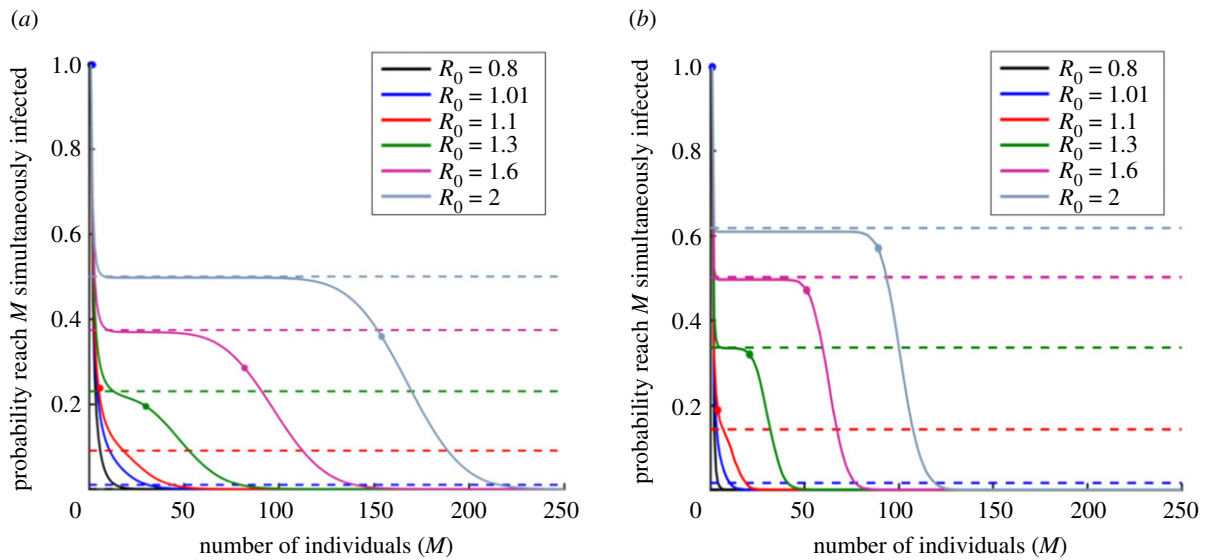 (a)
probability reach M simultaneously infected
1.0
0.8
0.6
0.4
0.2
0
50
100
150
200
250
number of individuals (M)
R0 = 0.8
R0 = 1.01
R0 = 1.1
R0 = 1.3
R0 = 1.6
R0 = 2
(b)
probability reach M simultaneously infected
1.0
0.8
0.6
0.4
0.2
0
50
100
150
200
250
number of individuals (M)
R0 = 0.8
R0 = 1.01
R0 = 1.1
R0 = 1.3
R0 = 1.6
R0 = 2